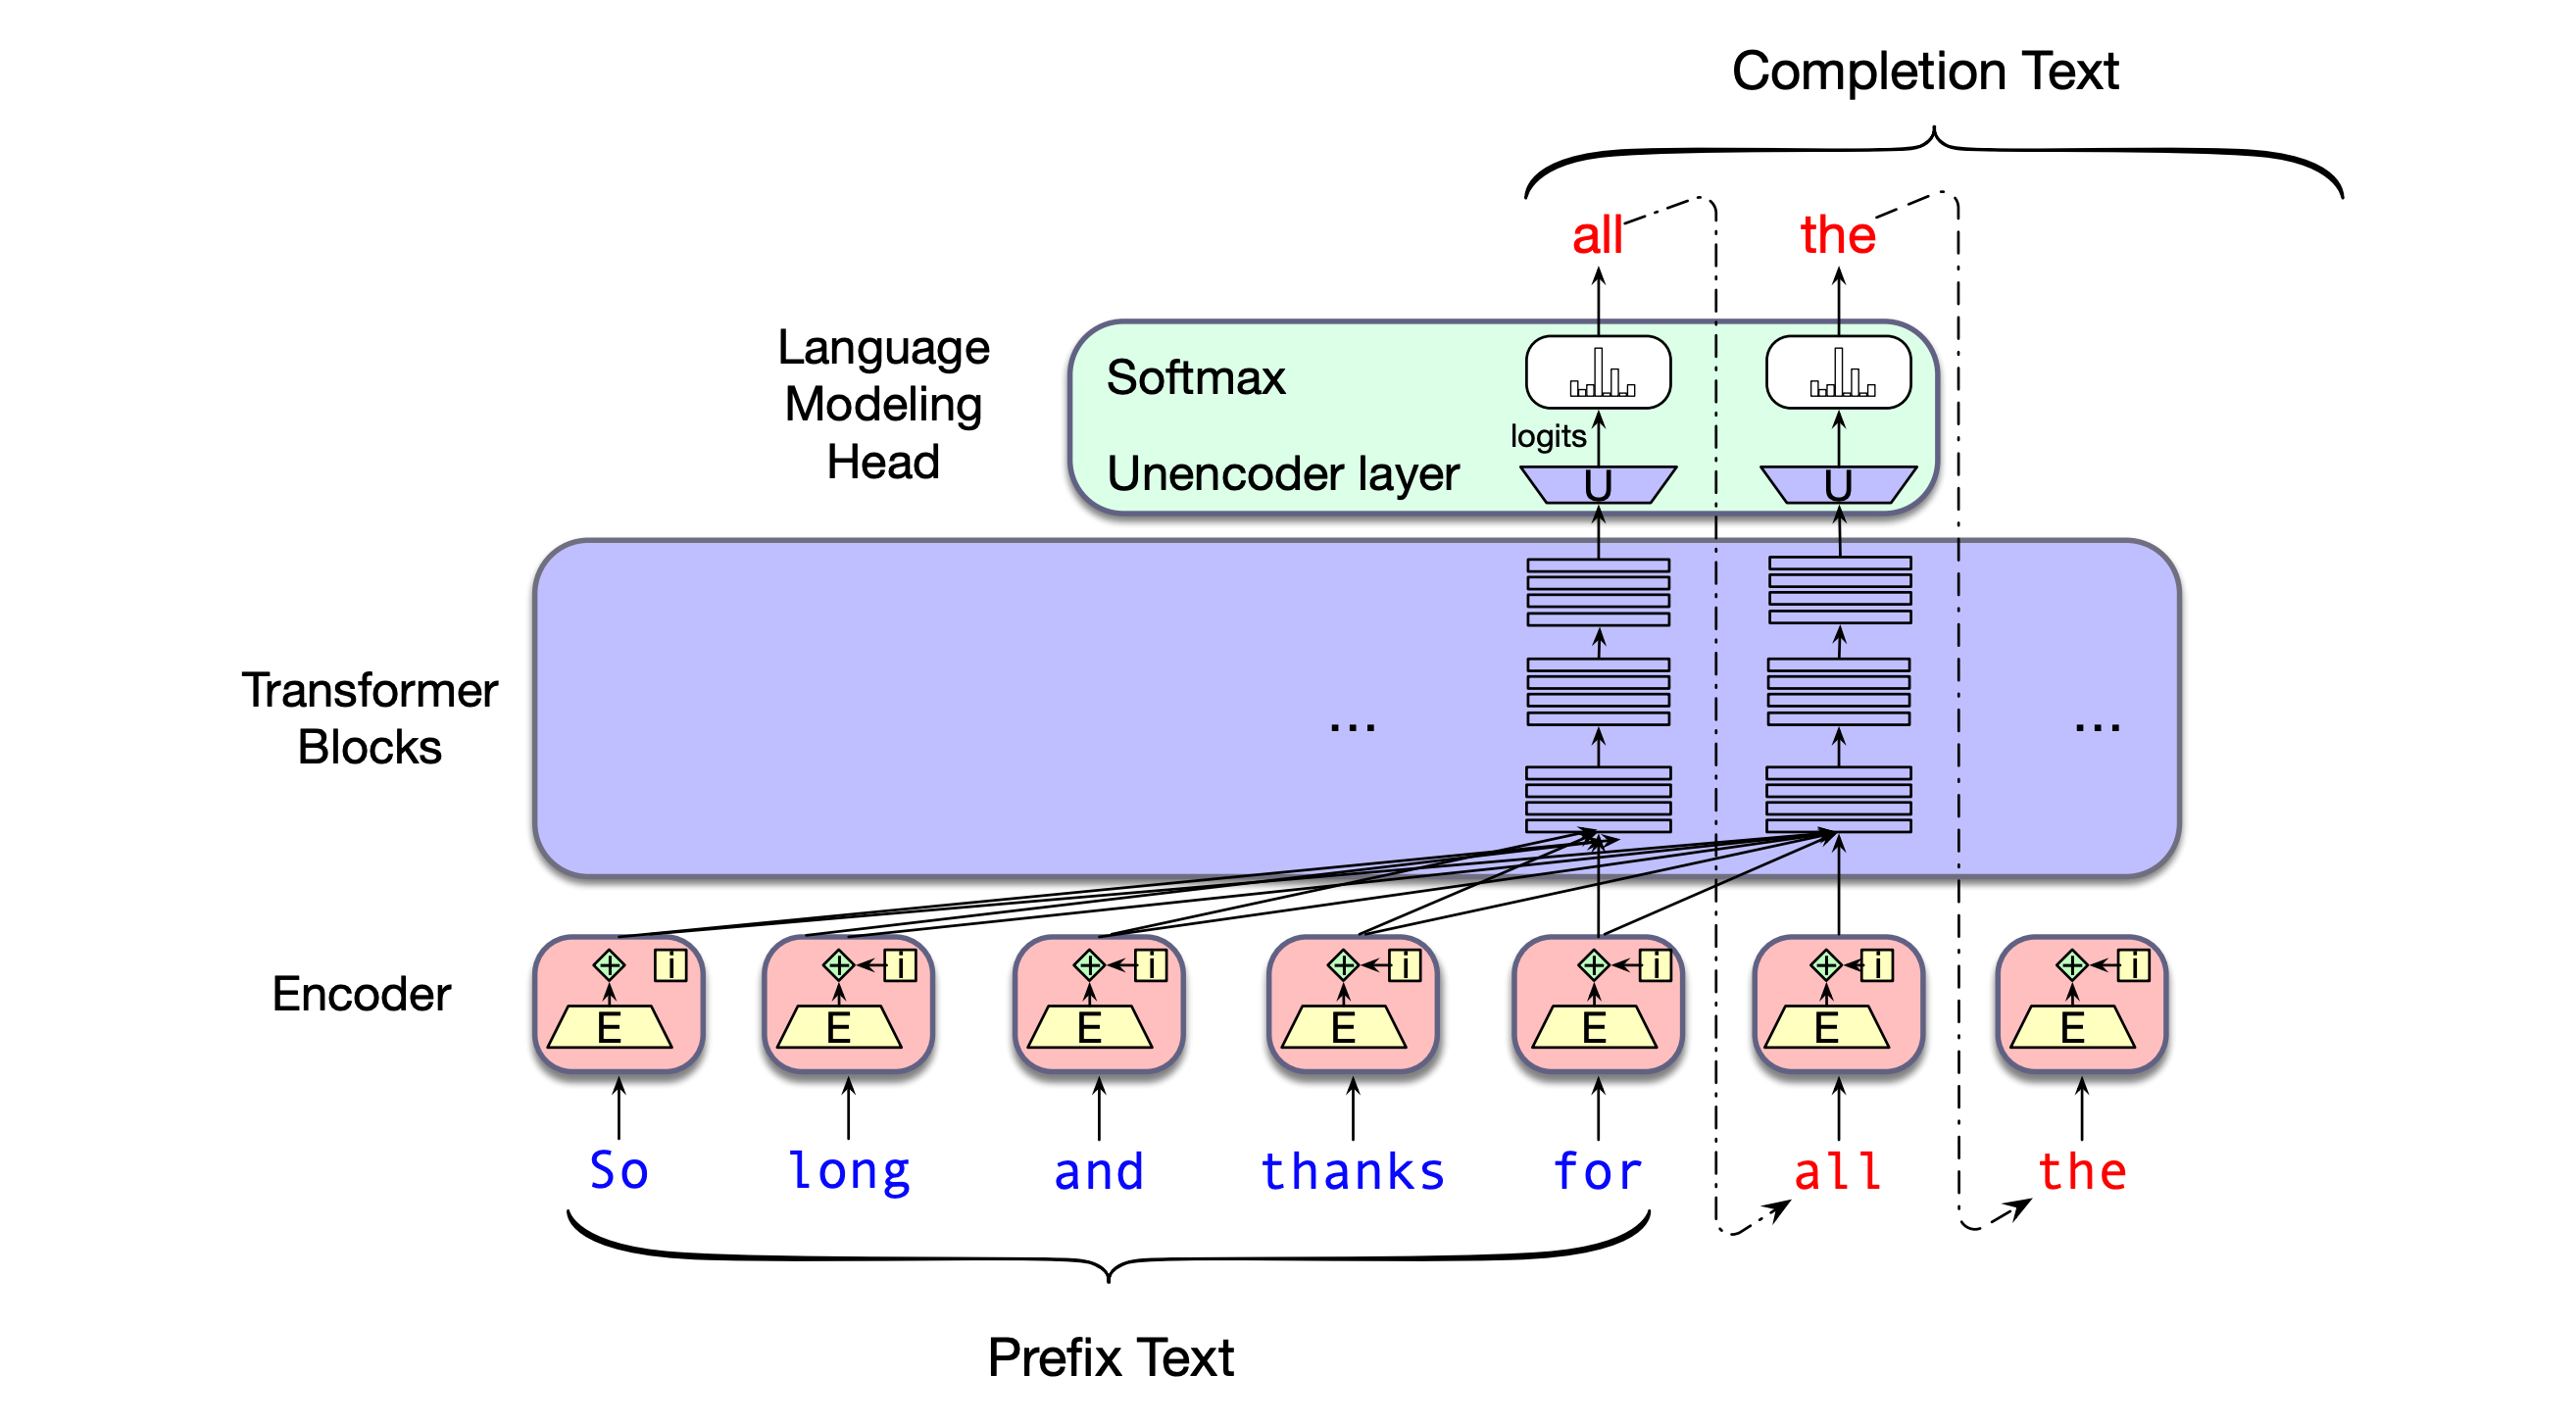 Completion Text
all the
Language
Modeling
Head
Softmax
logits
Unencoder layer
U U
Transformer
Blocks
... ...
Encoder
i i i i i i i
E E E E E E E
So long and thanks for all the
Prefix Text